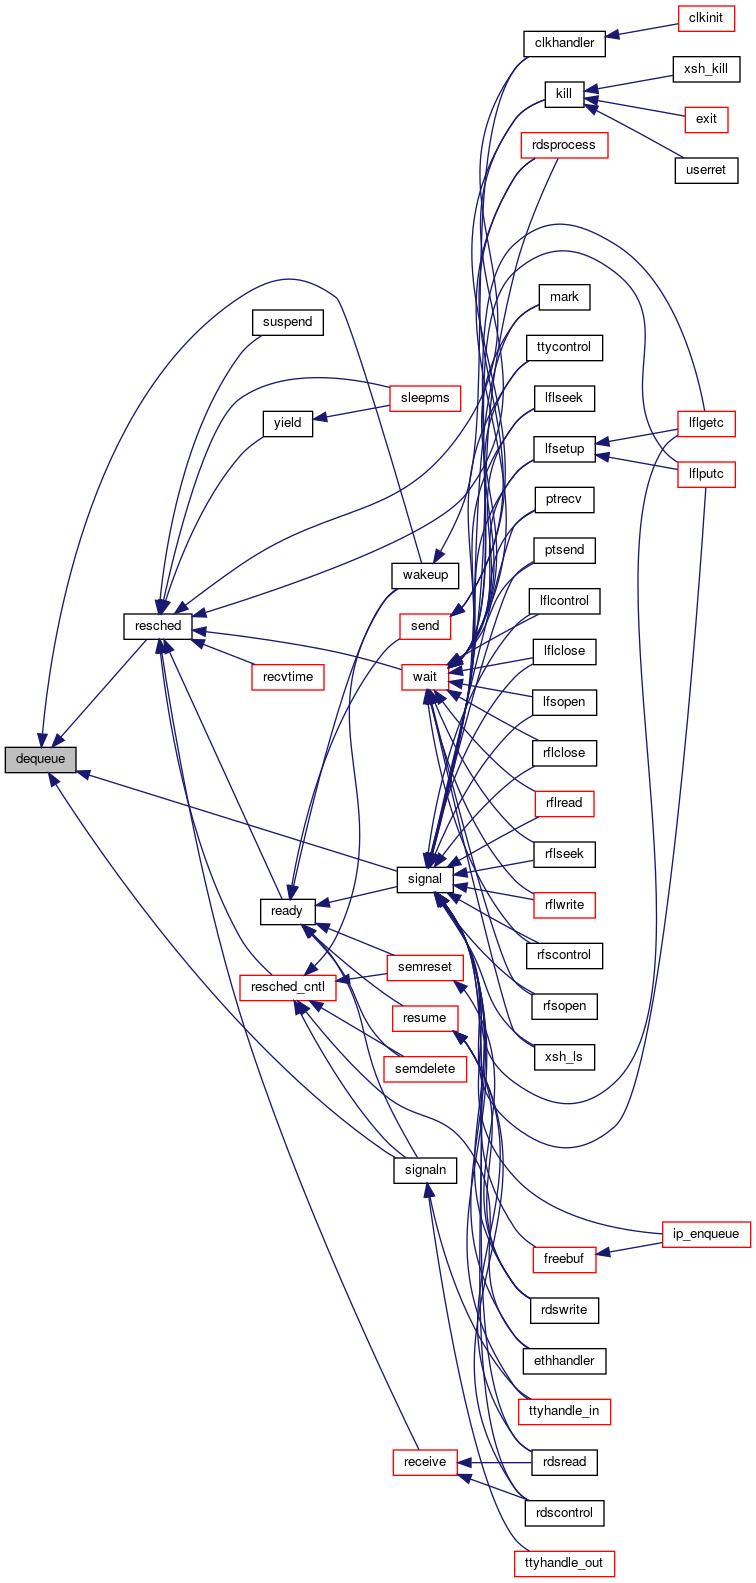 clkinit
clkhandler
xsh_kill
kill
exit
rdsprocess
userret
mark
suspend
ttycontrol
sleepms
lflseek
yield
lflgetc
lfsetup
lflputc
ptrecv
ptsend
wakeup
lflcontrol
resched
send
lflclose
recvtime
wait
lfsopen
dequeue
rflclose
rflread
rflseek
signal
rflwrite
ready
rfscontrol
semreset
resched_cntl
rfsopen
resume
xsh_ls
semdelete
signaln
ip_enqueue
freebuf
rdswrite
ethhandler
ttyhandle_in
receive
rdsread
rdscontrol
ttyhandle_out